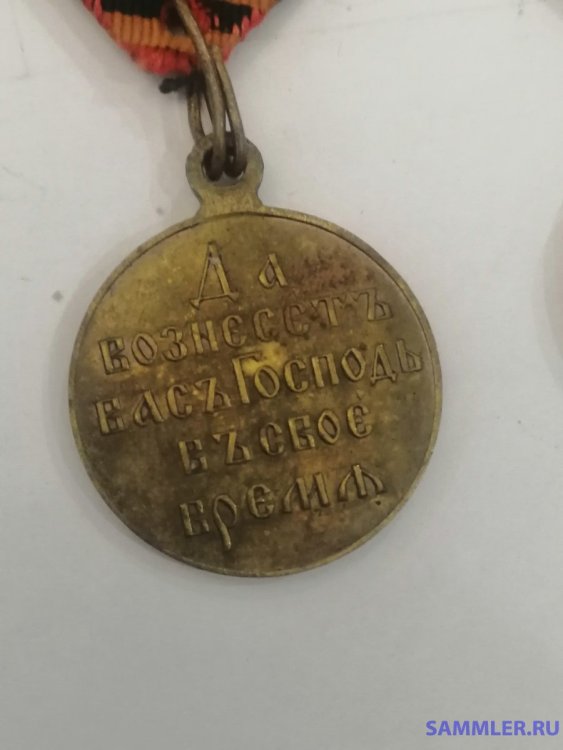 Да
вознесетъ
васъ Господь
въ свое
время
SAMMLER.RU